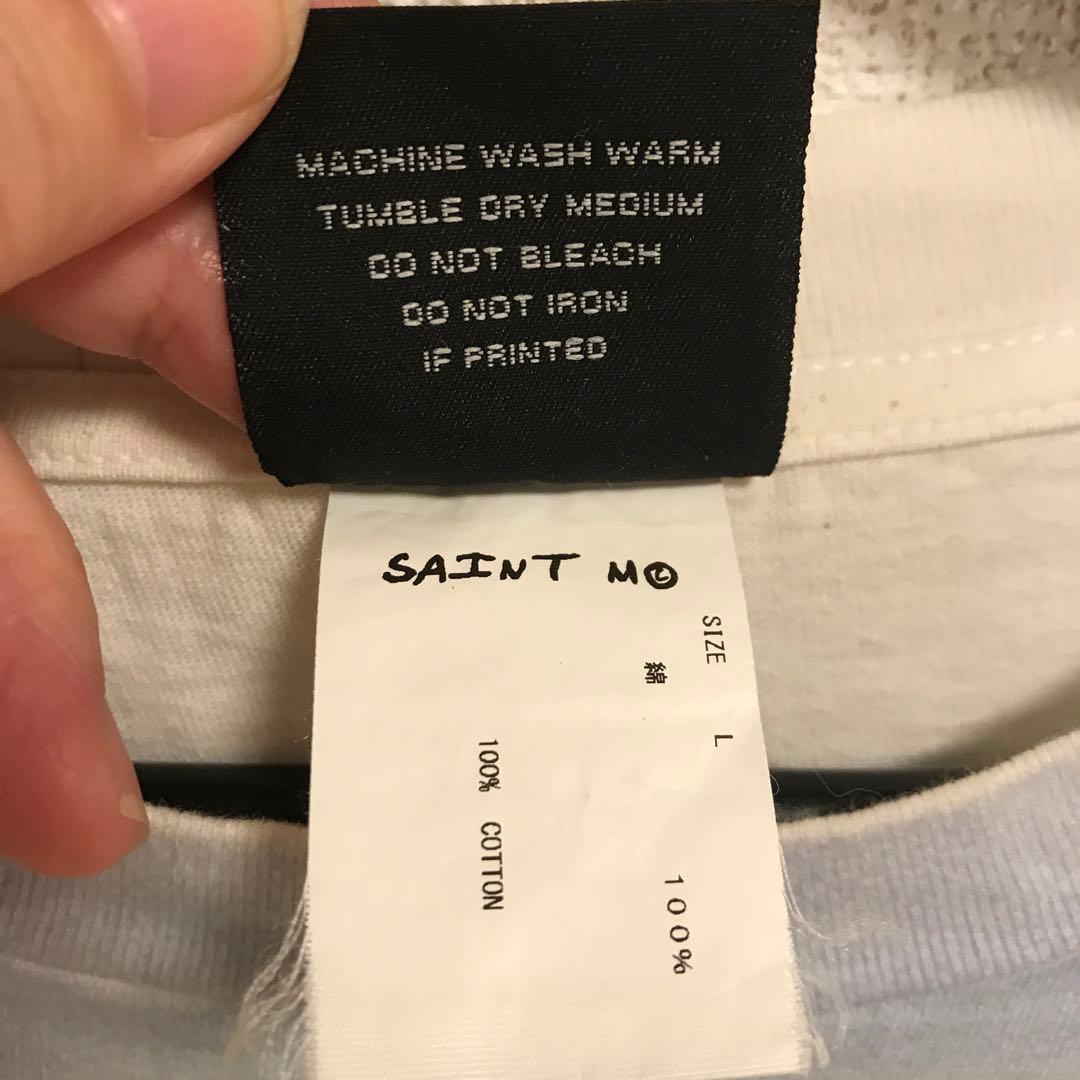 MACHINE WASH WARM
TUMBLE DRY MEDIUM
DO NOT BLEACH
DO NOT IRON
IF PRINTED
SAINT M
SIZE L
綿 100%
100% COTTON